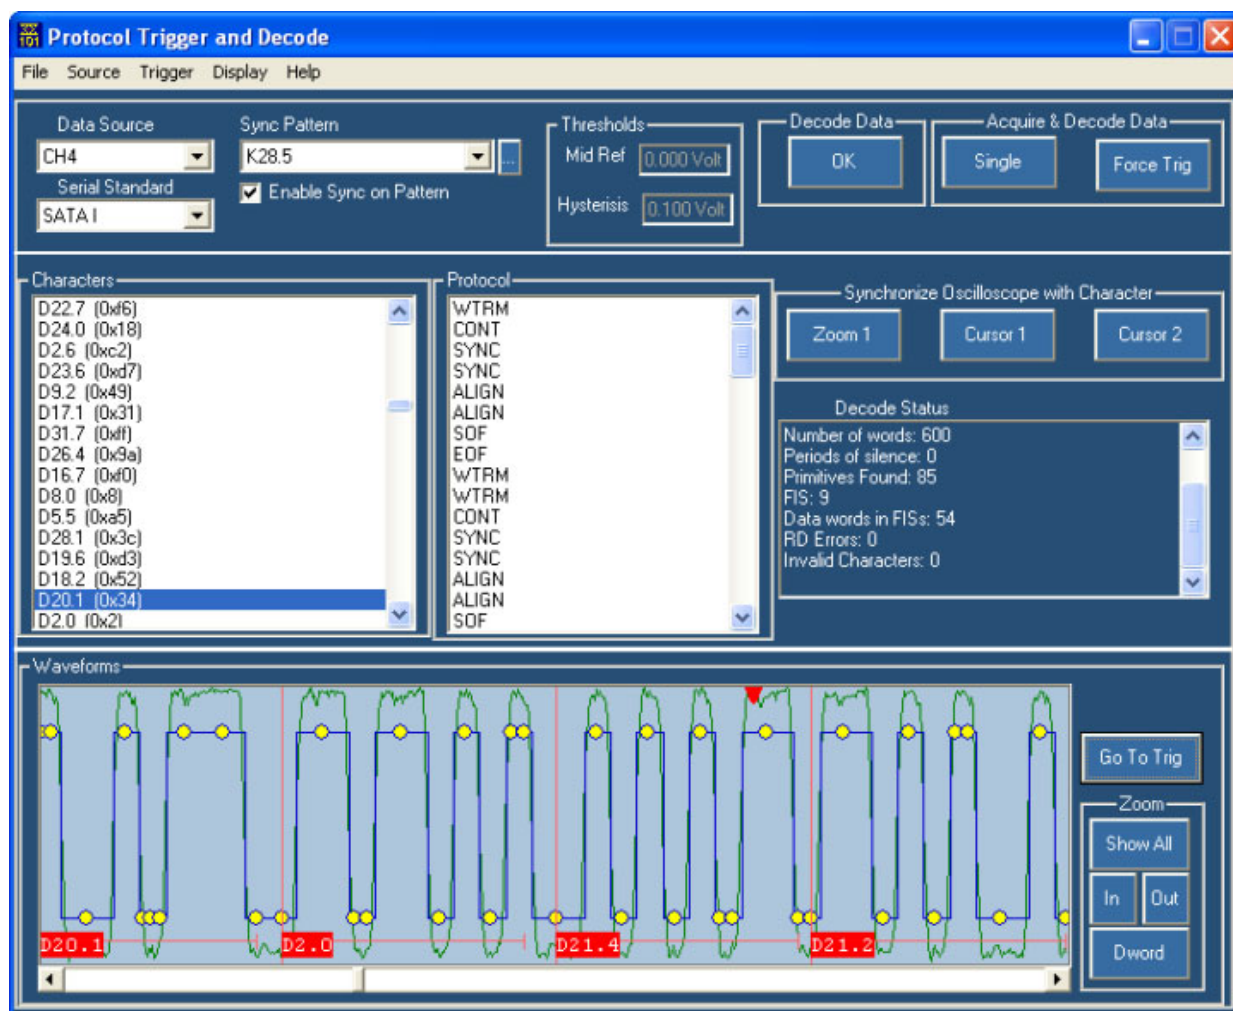 Protocol Trigger and Decode
File Source Trigger Display Help
Data Source
CH4
Serial Standard
SATA I
Sync Pattern
K28.5
...
Enable Sync on Pattern
Thresholds
Mid Ref 0.000 Volt
Hysterisis 0.100 Volt
Decode Data
OK
Acquire & Decode Data
Single Force Trig
Characters
D22.7 (0xf6)
D24.0 (0x18)
D2.6 (0xc2)
D23.6 (0xd7)
D9.2 (0x49)
D17.1 (0x31)
D31.7 (0xff)
D26.4 (0x9a)
D16.7 (0xf0)
D8.0 (0x8)
D5.5 (0xa5)
D28.1 (0x3c)
D19.6 (0xd3)
D18.2 (0x52)
D20.1 (0x34)
D2.0 (0x2)
Protocol
WTRM
CONT
SYNC
SYNC
ALIGN
ALIGN
SOF
EOF
WTRM
WTRM
CONT
SYNC
SYNC
ALIGN
ALIGN
SOF
Synchronize Oscilloscope with Character
Zoom 1 Cursor 1 Cursor 2
Decode Status
Number of words: 600
Periods of silence: 0
Primitives Found: 85
FIS: 9
Data words in FISs: 54
RD Errors: 0
Invalid Characters: 0
Waveforms
D20.1 D2.0 D21.4 D21.2
Go To Trig
Zoom
Show All
In Out
Dword